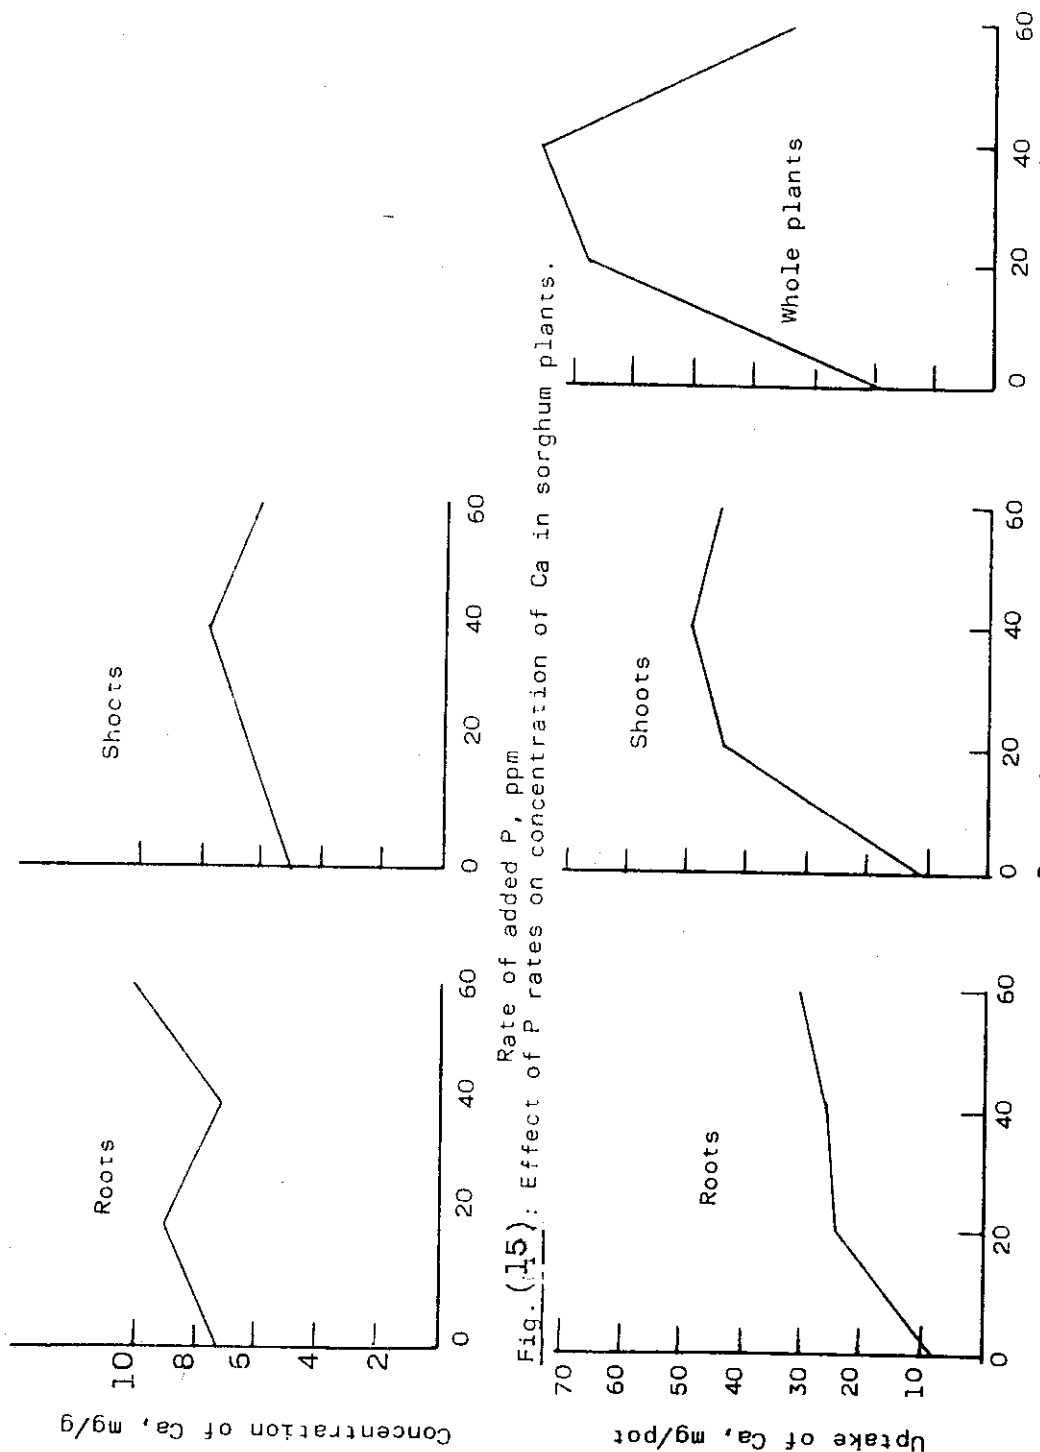 Concentration of Ca, mg/g
10
8
6
4
2
Roots
0 20 40 60
Shocts
0 20 40 60
Rate of added P, ppm
Fig. (15): Effect of P rates on concentration of Ca in sorghum plants.
Uptake of Ca, mg/pot
70
60
50
40
30
20
10
Roots
0 20 40 60
Shoots
0 20 40 60
Whole plants
0 20 40 60